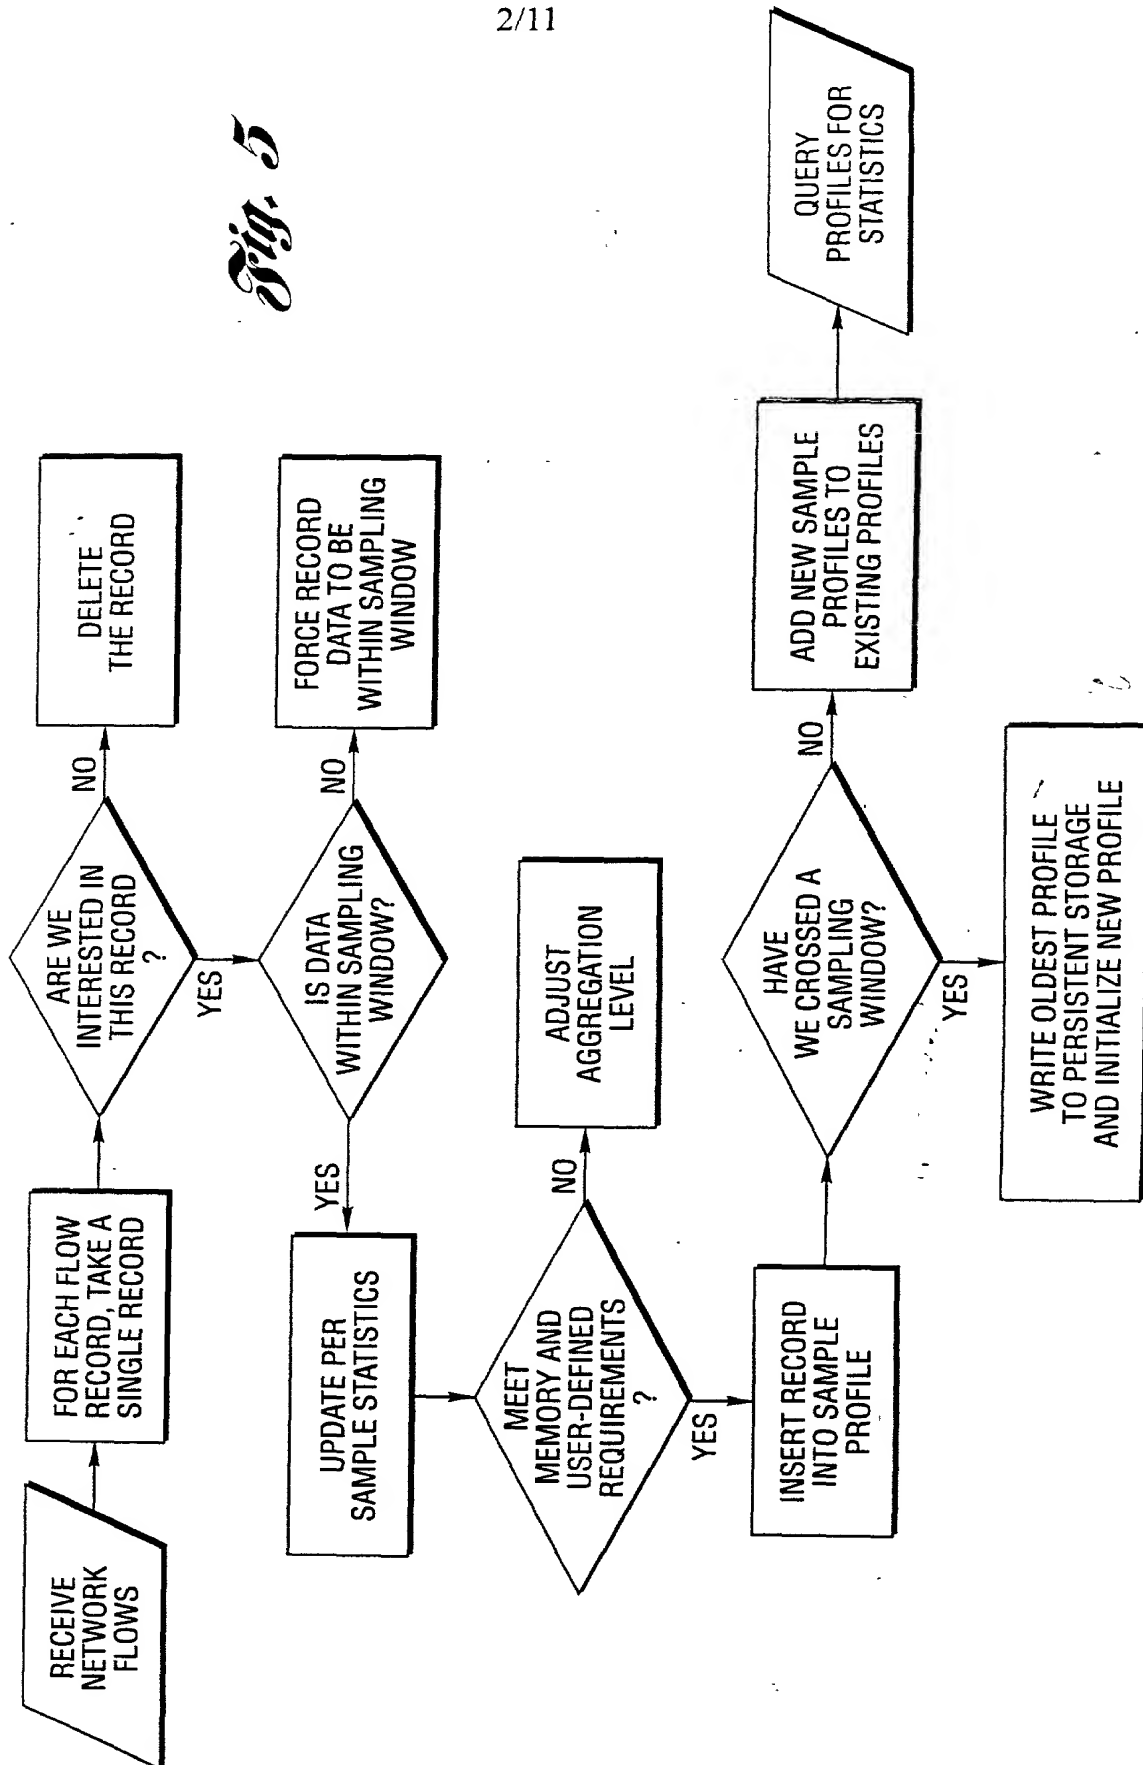 2/11
Fig. 5
RECEIVE
NETWORK
FLOWS
FOR EACH FLOW
RECORD, TAKE A
SINGLE RECORD
ARE WE
INTERESTED IN
THIS RECORD
?
NO
DELETE
THE RECORD
YES
IS DATA
WITHIN SAMPLING
WINDOW?
NO
FORCE RECORD
DATA TO BE
WITHIN SAMPLING
WINDOW
YES
UPDATE PER
SAMPLE STATISTICS
MEET
MEMORY AND
USER-DEFINED
REQUIREMENTS
?
NO
ADJUST
AGGREGATION
LEVEL
YES
INSERT RECORD
INTO SAMPLE
PROFILE
HAVE
WE CROSSED A
SAMPLING
WINDOW?
NO
ADD NEW SAMPLE
PROFILES TO
EXISTING PROFILES
QUERY
PROFILES FOR
STATISTICS
YES
WRITE OLDEST PROFILE
TO PERSISTENT STORAGE
AND INITIALIZE NEW PROFILE